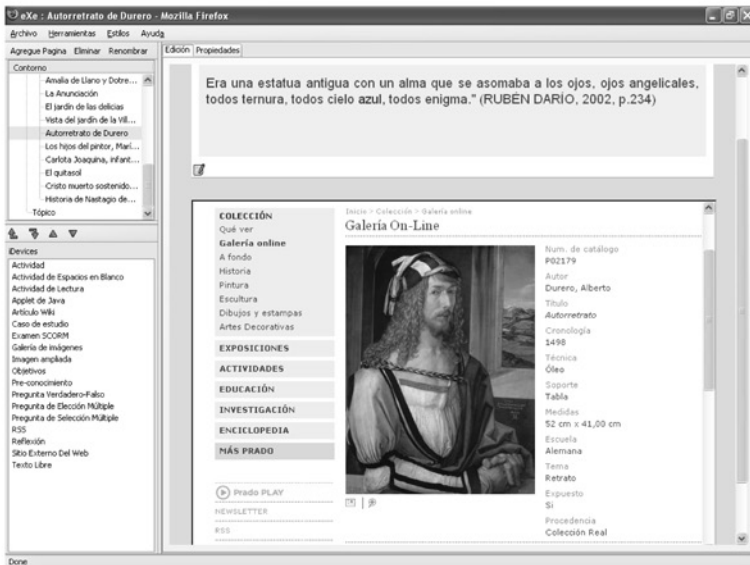 eXe : Autorretrato de Durero - Mozilla Firefox
Archivo Herramientas Estilos Ayuda
Agregue Pagina Eliminar Renombrar
Contorno
Amalia de Llano y Dotre...
La Anunciación
El jardín de las delicias
Vista del jardín de la Vill...
Autorretrato de Durero
Los hijos del pintor, Marí...
Carlota Joaquina, infant...
El quitasol
Cristo muerto sostenido...
Historia de Nastagio de...
Tópico
iDevices
Actividad
Actividad de Espacios en Blanco
Actividad de Lectura
Applet de Java
Artículo Wiki
Caso de estudio
Examen SCORM
Galería de imágenes
Imagen ampliada
Objetivos
Pre-conocimiento
Pregunta Verdadero-Falso
Pregunta de Elección Múltiple
Pregunta de Selección Múltiple
RSS
Reflexión
Sitio Externo Del Web
Texto Libre
Edición Propiedades
Era una estatua antigua con un alma que se asomaba a los ojos, ojos angelicales,
todos ternura, todos cielo azul, todos enigma." (RUBÉN DARÍO, 2002, p.234)
COLECCIÓN
Qué ver
Galería online
A fondo
Historia
Pintura
Escultura
Dibujos y estampas
Artes Decorativas
EXPOSICIONES
ACTIVIDADES
EDUCACIÓN
INVESTIGACIÓN
ENCICLOPEDIA
MÁS PRADO
Prado PLAY
NEWSLETTER
RSS
Inicio > Colección > Galería online
Galería On-Line
Num. de catálogo
P02179
Autor
Durero, Alberto
Título
Autorretrato
Cronología
1498
Técnica
Óleo
Soporte
Tabla
Medidas
52 cm x 41,00 cm
Escuela
Alemana
Tema
Retrato
Expuesto
Si
Procedencia
Colección Real
Done